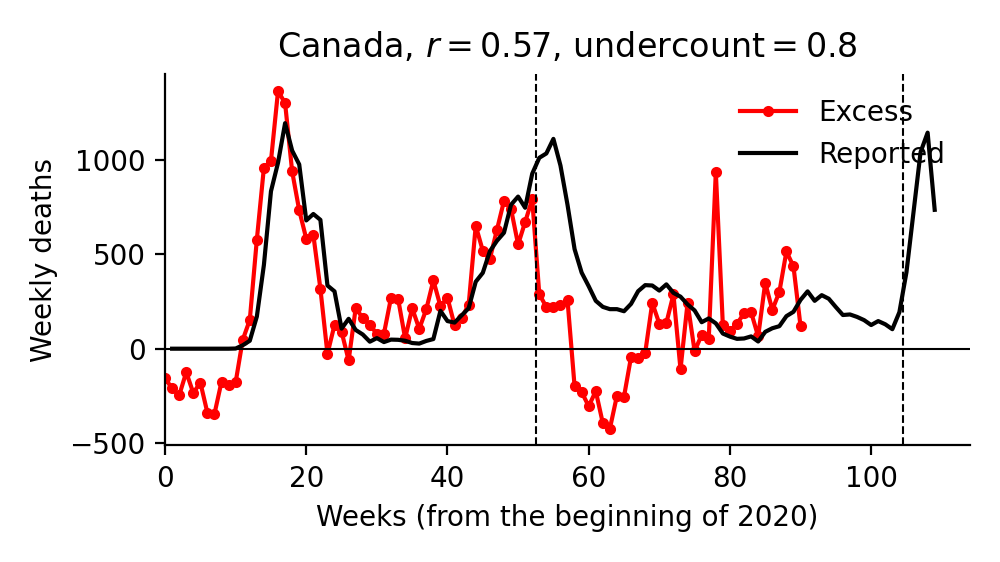 Canada, r = 0.57, undercount = 0.8
Excess
Reported
Weekly deaths
1000
500
0
−500
0 20 40 60 80 100
Weeks (from the beginning of 2020)